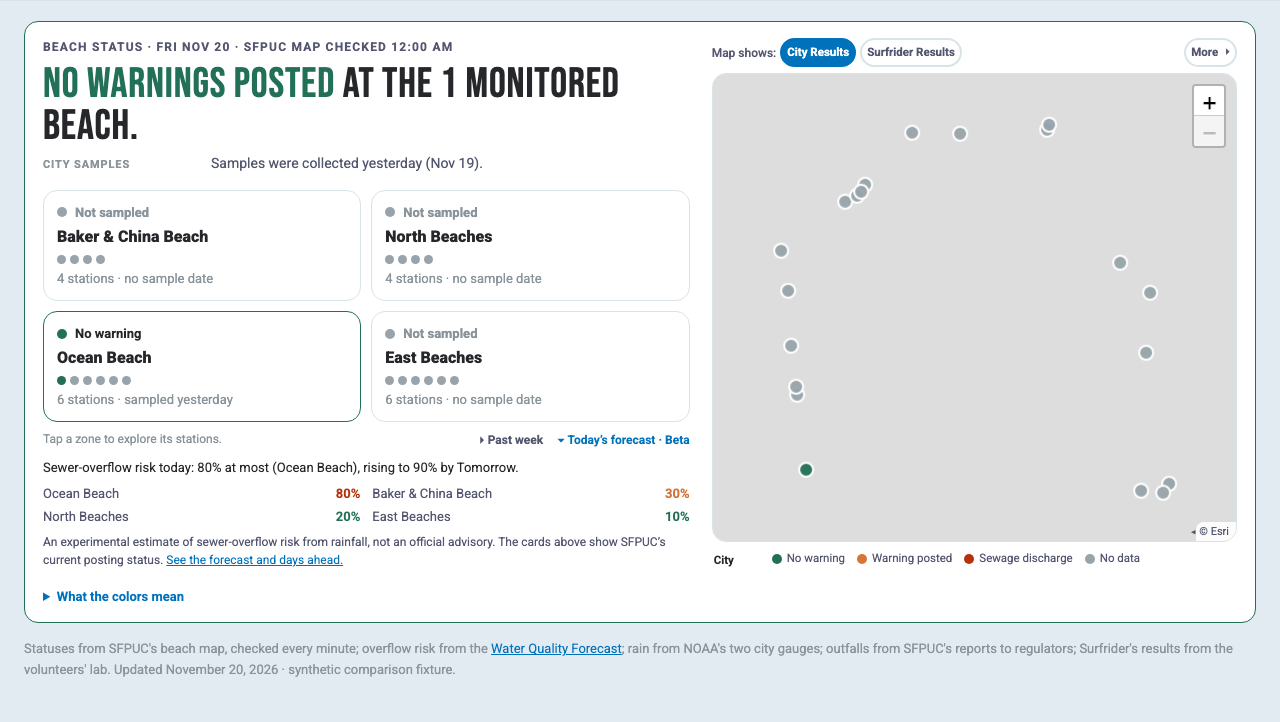 BEACH STATUS · FRI NOV 20 · SFPUC MAP CHECKED 12:00 AM
NO WARNINGS POSTED AT THE 1 MONITORED
BEACH.
CITY SAMPLES Samples were collected yesterday (Nov 19).
Not sampled
Baker & China Beach
4 stations · no sample date
Not sampled
North Beaches
4 stations · no sample date
No warning
Ocean Beach
6 stations · sampled yesterday
Not sampled
East Beaches
6 stations · no sample date
Tap a zone to explore its stations.
Past week Today's forecast · Beta
Sewer-overflow risk today: 80% at most (Ocean Beach), rising to 90% by Tomorrow.
Ocean Beach 80% Baker & China Beach 30%
North Beaches 20% East Beaches 10%
An experimental estimate of sewer-overflow risk from rainfall, not an official advisory. The cards above show SFPUC's
current posting status. See the forecast and days ahead.
What the colors mean
Map shows: City Results Surfrider Results More
+
−
© Esri
City No warning Warning posted Sewage discharge No data
Statuses from SFPUC's beach map, checked every minute; overflow risk from the Water Quality Forecast; rain from NOAA's two city gauges; outfalls from SFPUC's reports to regulators; Surfrider's results from the
volunteers' lab. Updated November 20, 2026 · synthetic comparison fixture.